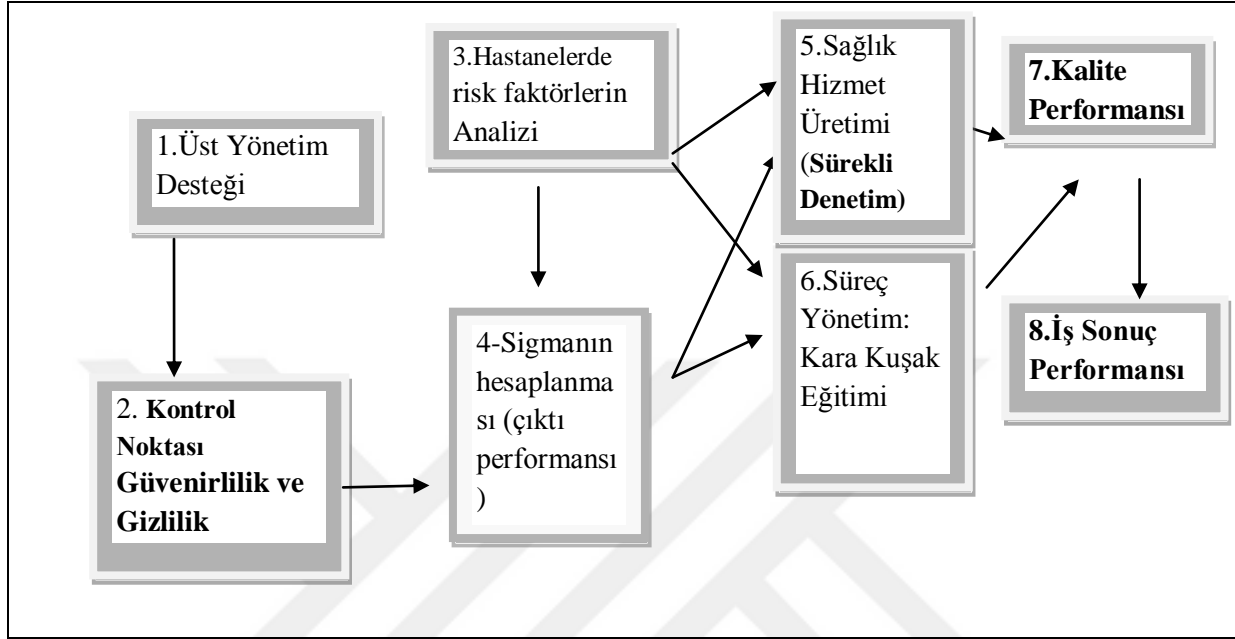 1.Üst Yönetim
Desteği
2. Kontrol
Noktası
Güvenirlilik ve
Gizlilik
3.Hastanelerde
risk faktörlerin
Analizi
4-Sigmanın
hesaplanma
sı (çıktı
performansı
)
5.Sağlık
Hizmet
Üretimi
(Sürekli
Denetim)
6.Süreç
Yönetim:
Kara Kuşak
Eğitimi
7.Kalite
Performansı
8.İş Sonuç
Performansı